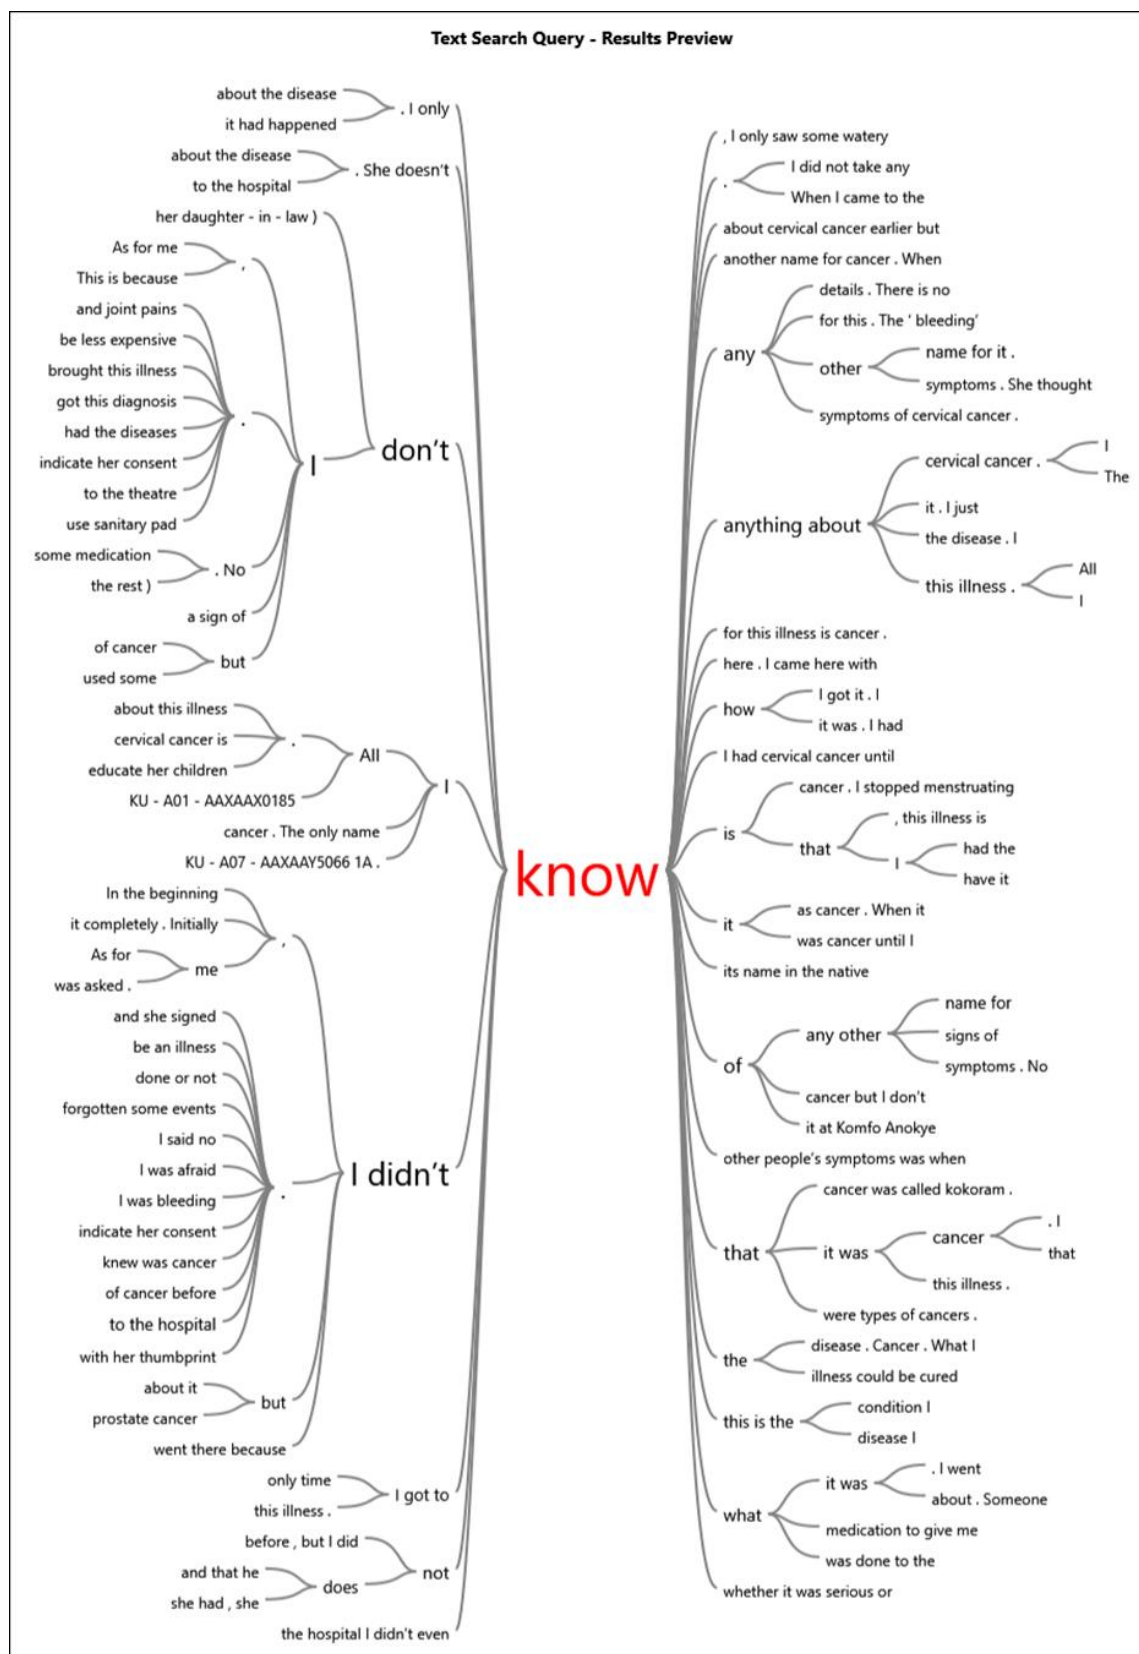 Text Search Query - Results Preview
about the disease
it had happened
. I only
about the disease
to the hospital
. She doesn't
her daughter - in - law )
As for me
This is because
,
and joint pains
be less expensive
brought this illness
got this diagnosis
had the diseases
indicate her consent
to the theatre
use sanitary pad
.
I
don't
some medication
the rest )
. No
a sign of
of cancer
used some
but
about this illness
cervical cancer is
educate her children
.
All
KU - A01 - AAXAAX0185
I
cancer . The only name
KU - A07 - AAXAAY5066 1A .
In the beginning
it completely . Initially
,
As for
was asked .
me
and she signed
be an illness
done or not
forgotten some events
I said no
I was afraid
I was bleeding
indicate her consent
knew was cancer
of cancer before
to the hospital
with her thumbprint
.
I didn't
about it
prostate cancer
but
went there because
only time
this illness .
I got to
before , but I did
and that he
she had , she
does
not
the hospital I didn't even
know
, I only saw some watery
.
I did not take any
When I came to the
about cervical cancer earlier but
another name for cancer . When
any
details . There is no
for this . The ' bleeding'
other
name for it .
symptoms . She thought
symptoms of cervical cancer .
anything about
cervical cancer .
I
The
it . I just
the disease . I
this illness .
All
I
for this illness is cancer .
here . I came here with
how
I got it . I
it was . I had
I had cervical cancer until
is
cancer . I stopped menstruating
that
, this illness is
I
had the
have it
it
as cancer . When it
was cancer until I
its name in the native
of
any other
name for
signs of
symptoms . No
cancer but I don't
it at Komfo Anokye
other people's symptoms was when
that
cancer was called kokoram .
it was
cancer
. I
that
this illness .
were types of cancers .
the
disease . Cancer . What I
illness could be cured
this is the
condition I
disease I
what
it was
. I went
about . Someone
medication to give me
was done to the
whether it was serious or